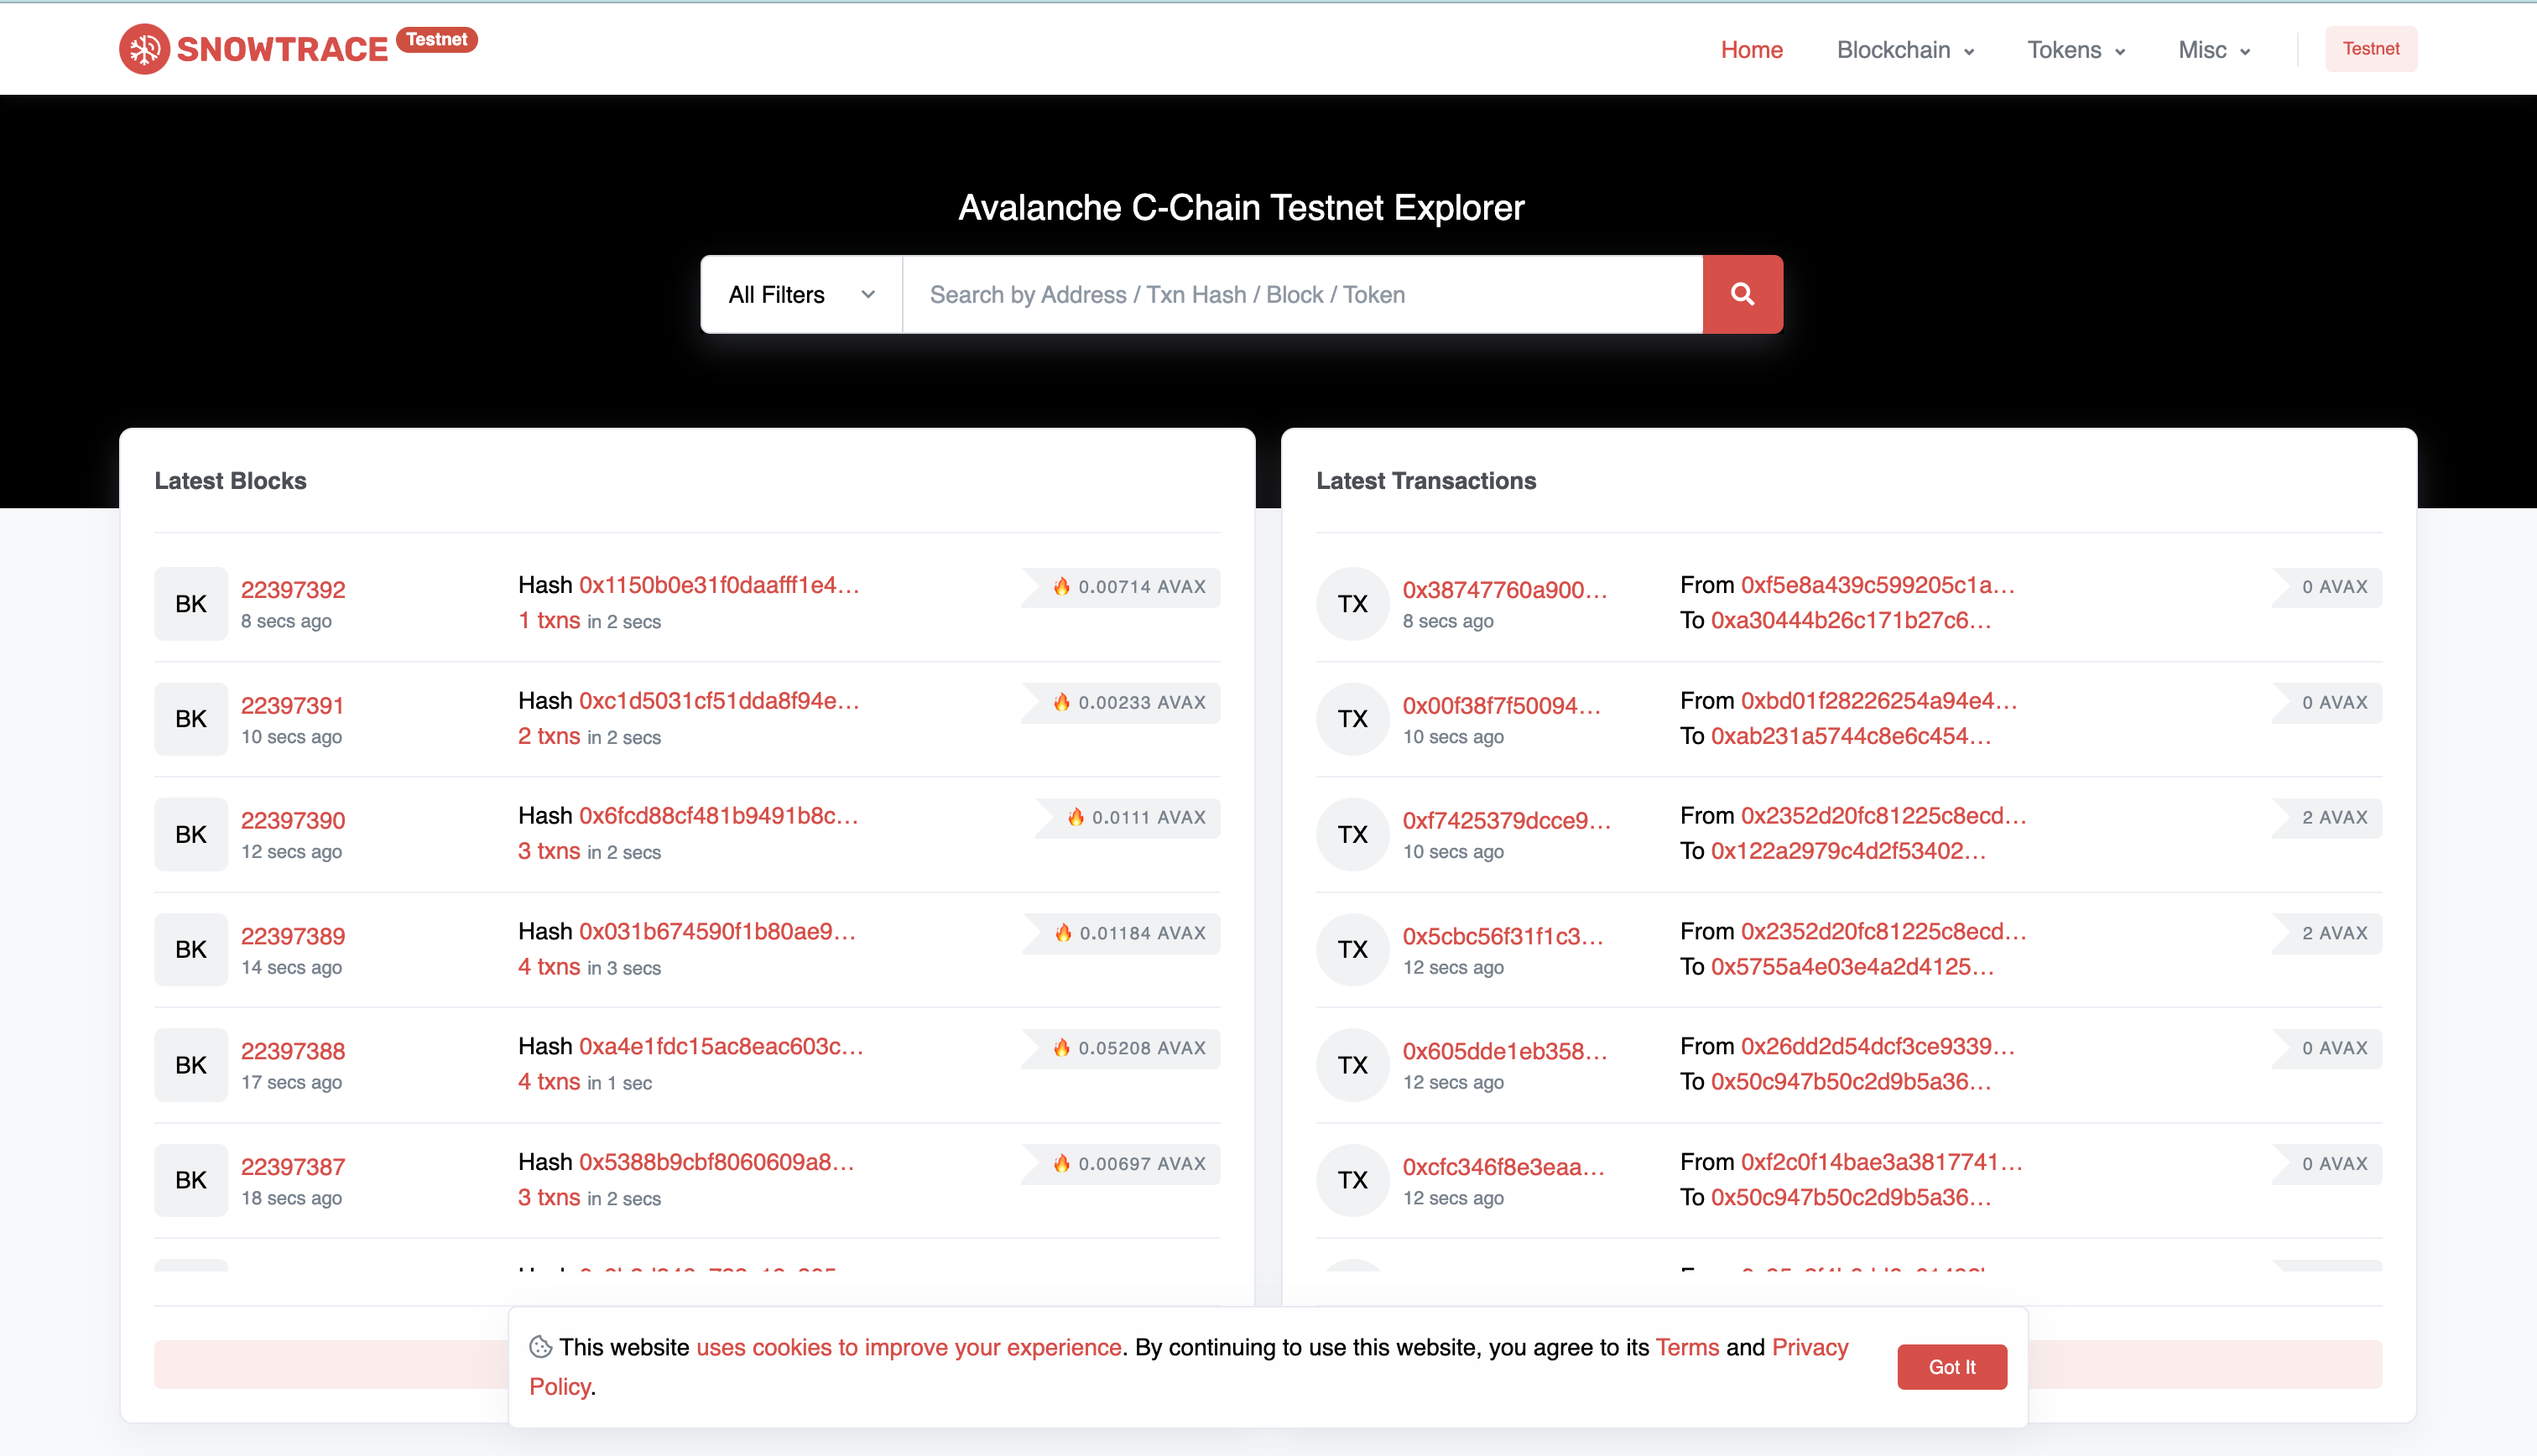 SNOWTRACE Testnet
Home Blockchain Tokens Misc Testnet
Avalanche C-Chain Testnet Explorer
All Filters Search by Address / Txn Hash / Block / Token
Latest Blocks
BK 22397392 Hash 0x1150b0e31f0daafff1e4... 0.00714 AVAX
8 secs ago 1 txns in 2 secs
BK 22397391 Hash 0xc1d5031cf51dda8f94e... 0.00233 AVAX
10 secs ago 2 txns in 2 secs
BK 22397390 Hash 0x6fcd88cf481b9491b8c... 0.0111 AVAX
12 secs ago 3 txns in 2 secs
BK 22397389 Hash 0x031b674590f1b80ae9... 0.01184 AVAX
14 secs ago 4 txns in 3 secs
BK 22397388 Hash 0xa4e1fdc15ac8eac603c... 0.05208 AVAX
17 secs ago 4 txns in 1 sec
BK 22397387 Hash 0x5388b9cbf8060609a8... 0.00697 AVAX
18 secs ago 3 txns in 2 secs
Latest Transactions
TX 0x38747760a900... From 0xf5e8a439c599205c1a... 0 AVAX
8 secs ago To 0xa30444b26c171b27c6...
TX 0x00f38f7f50094... From 0xbd01f28226254a94e4... 0 AVAX
10 secs ago To 0xab231a5744c8e6c454...
TX 0xf7425379dcce9... From 0x2352d20fc81225c8ecd... 2 AVAX
10 secs ago To 0x122a2979c4d2f53402...
TX 0x5cbc56f31f1c3... From 0x2352d20fc81225c8ecd... 2 AVAX
12 secs ago To 0x5755a4e03e4a2d4125...
TX 0x605dde1eb358... From 0x26dd2d54dcf3ce9339... 0 AVAX
12 secs ago To 0x50c947b50c2d9b5a36...
TX 0xcfc346f8e3eaa... From 0xf2c0f14bae3a3817741... 0 AVAX
12 secs ago To 0x50c947b50c2d9b5a36...
This website uses cookies to improve your experience. By continuing to use this website, you agree to its Terms and Privacy
Policy.
Got It